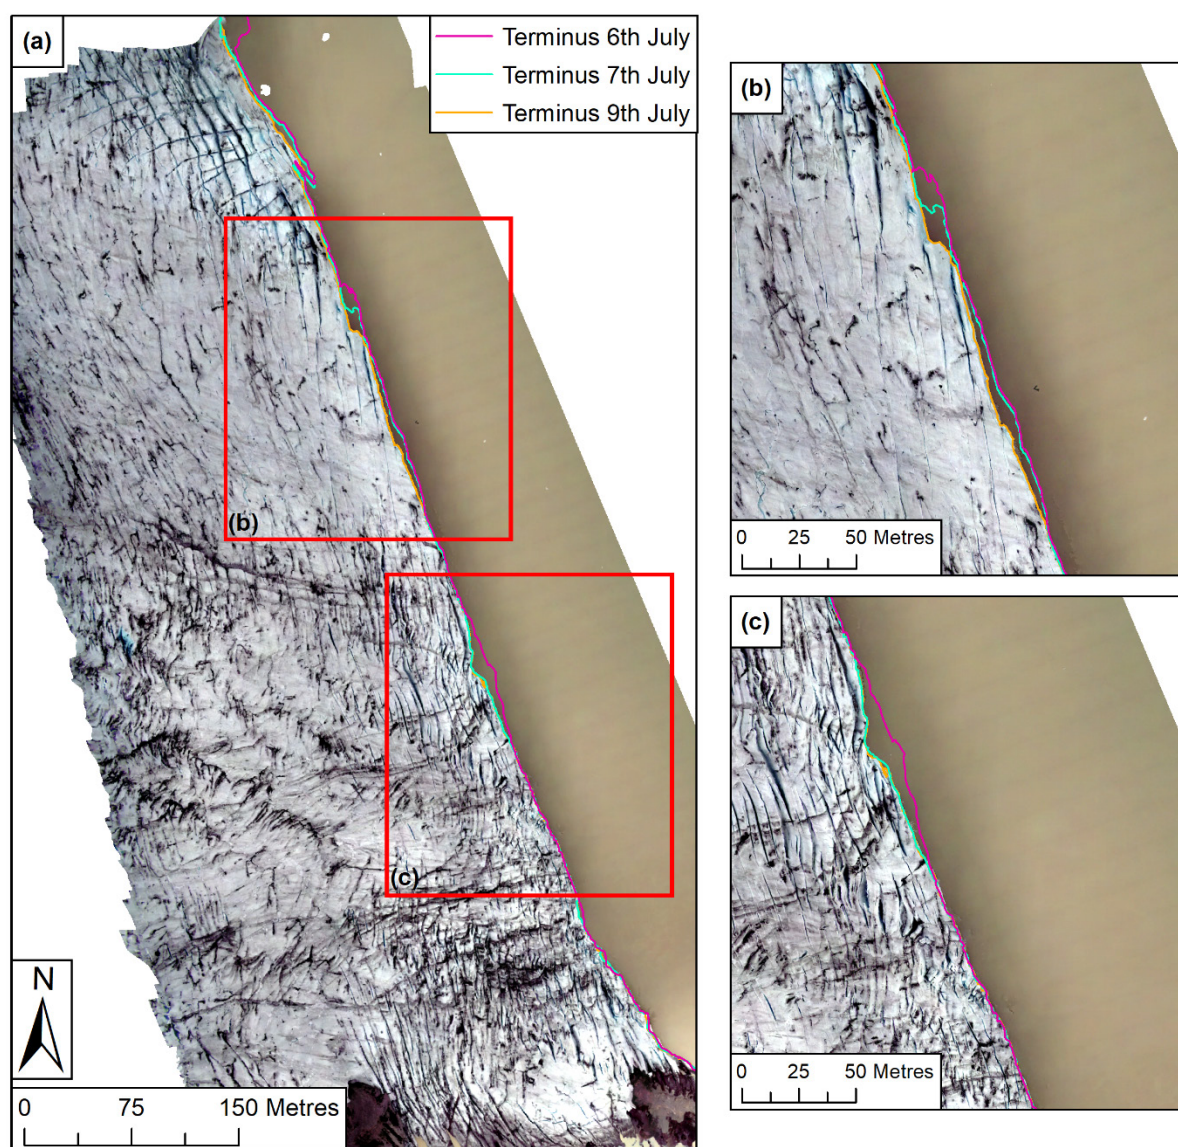 (a)
Terminus 6th July
Terminus 7th July
Terminus 9th July
(b)
(c)
N
0 75 150 Metres
(b)
0 25 50 Metres
(c)
0 25 50 Metres